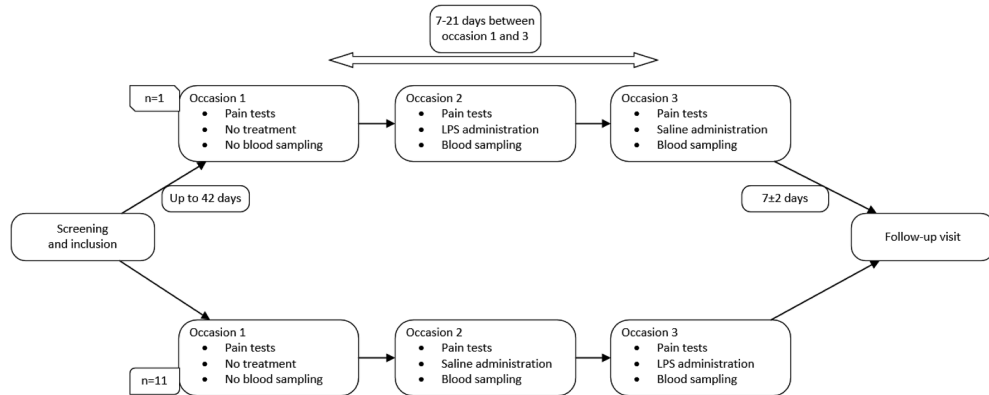 7-21 days between
occasion 1 and 3
n=1
Occasion 1
• Pain tests
• No treatment
• No blood sampling
Occasion 2
• Pain tests
• LPS administration
• Blood sampling
Occasion 3
• Pain tests
• Saline administration
• Blood sampling
Up to 42 days
7±2 days
Screening
and inclusion
Follow-up visit
Occasion 1
• Pain tests
• No treatment
• No blood sampling
Occasion 2
• Pain tests
• Saline administration
• Blood sampling
Occasion 3
• Pain tests
• LPS administration
• Blood sampling
n=11